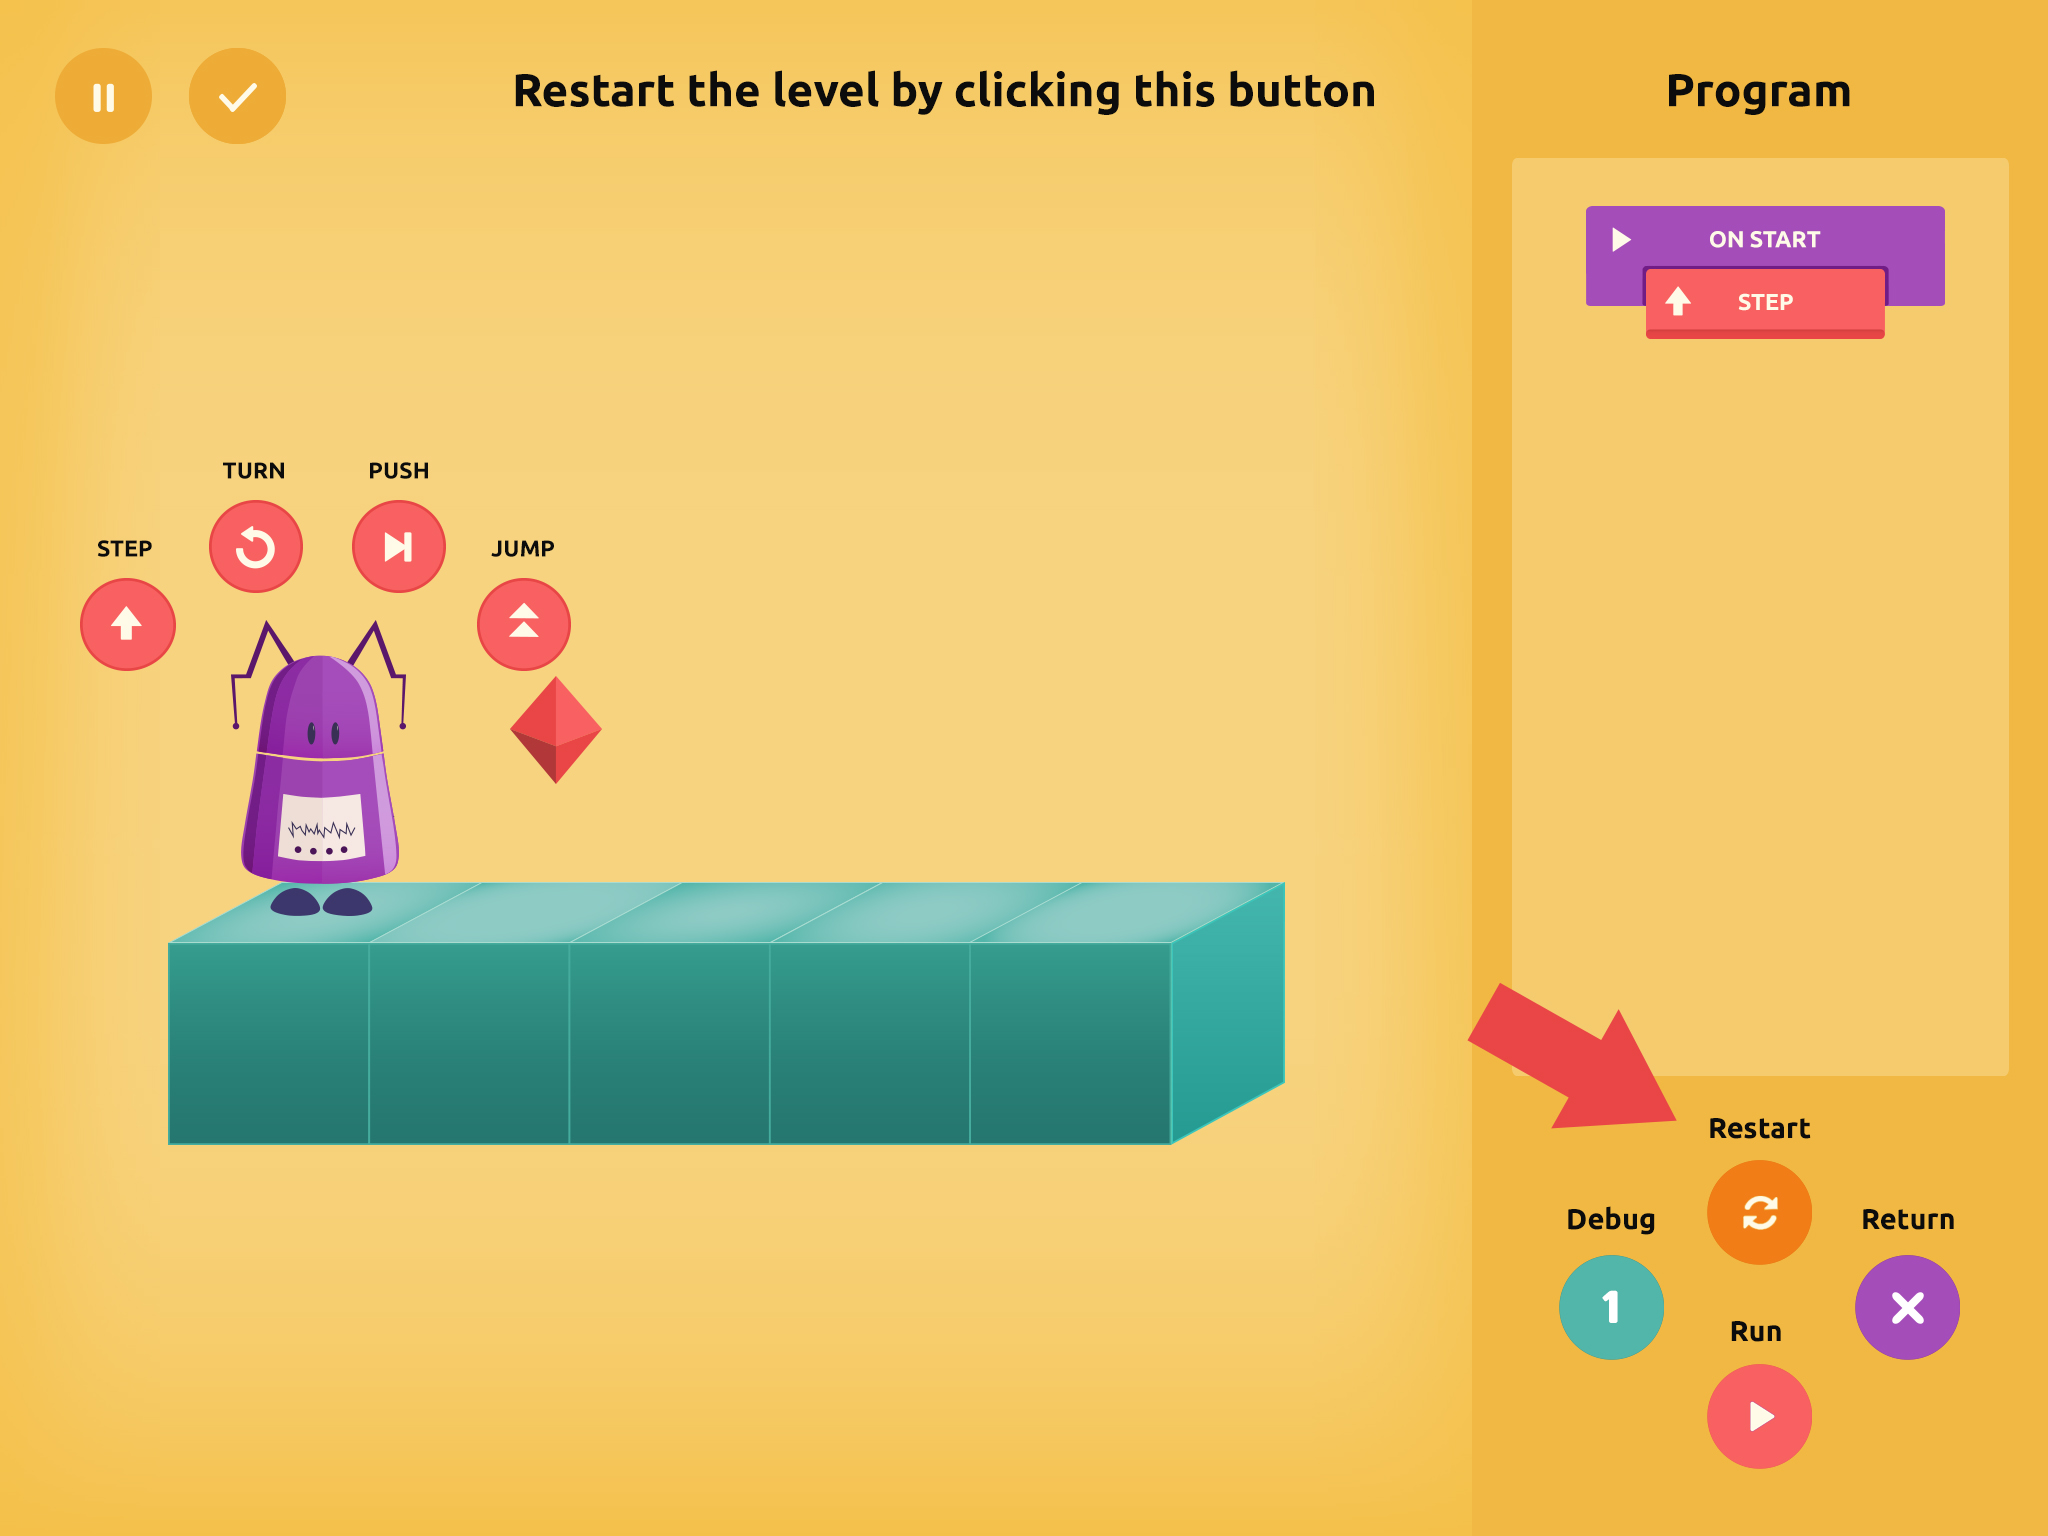 Restart the level by clicking this button
Program
ON START
STEP
TURN
PUSH
STEP
JUMP
Restart
Debug
Return
1
Run